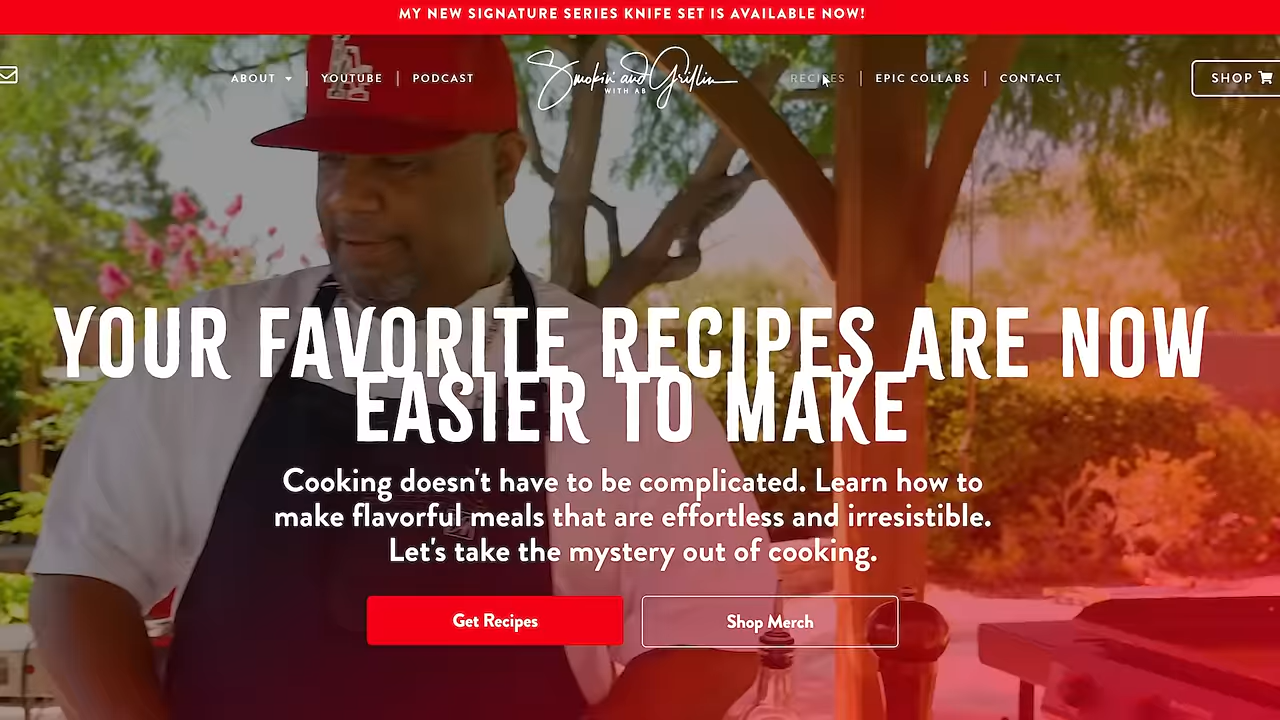 MY NEW SIGNATURE SERIES KNIFE SET IS AVAILABLE NOW!
ABOUT | YOUTUBE | PODCAST
Smokin' and Grillin
WITH AB
RECIPES | EPIC COLLABS | CONTACT
SHOP
LA
YOUR FAVORITE RECIPES ARE NOW
EASIER TO MAKE
Cooking doesn't have to be complicated. Learn how to
make flavorful meals that are effortless and irresistible.
Let's take the mystery out of cooking.
Get Recipes
Shop Merch